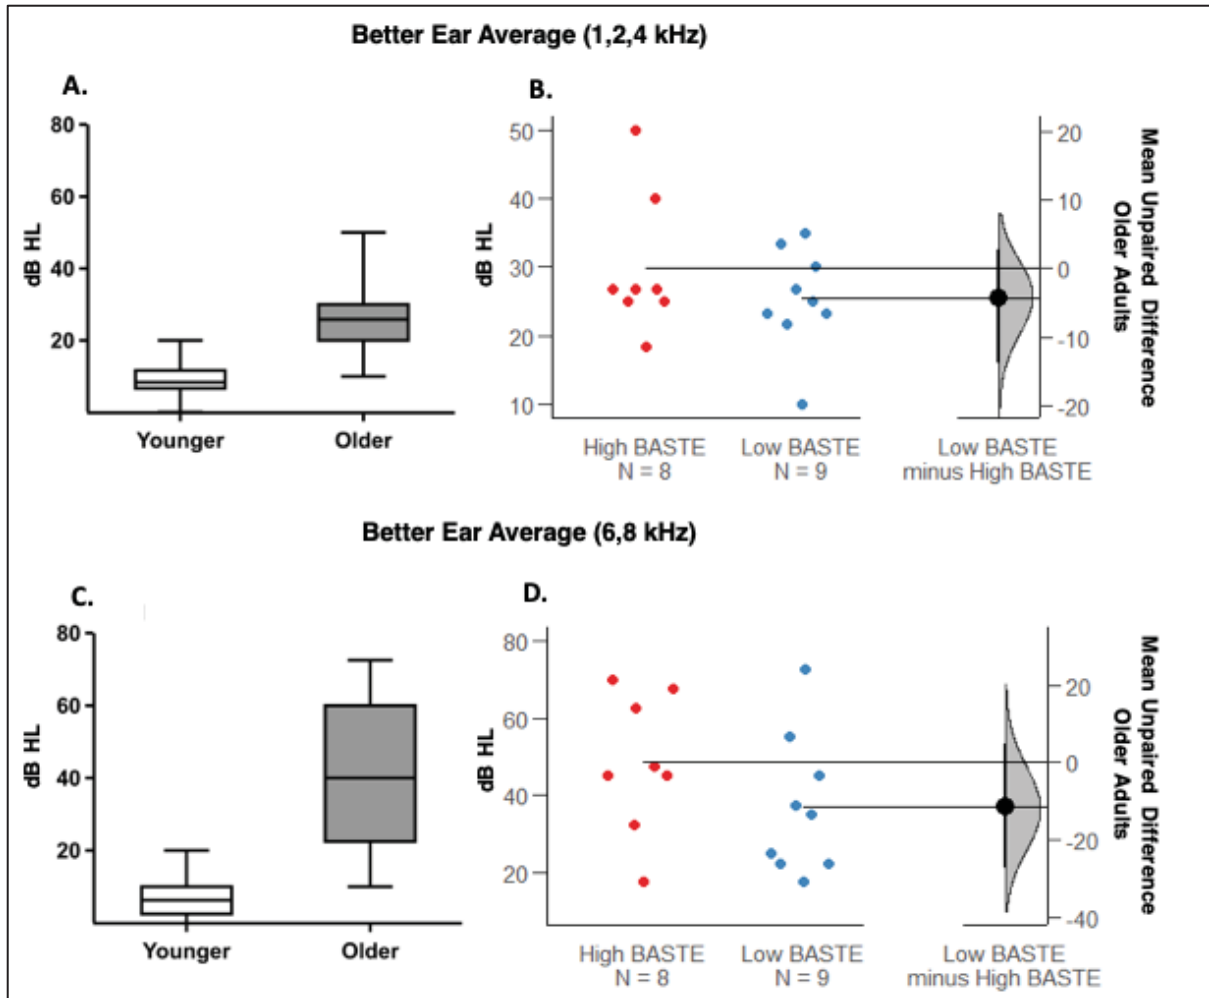 Better Ear Average (1,2,4 kHz)
A.
80
60
40
20
dB HL
Younger
Older
B.
50
40
30
20
10
dB HL
20
10
0
-10
-20
Mean Unpaired Difference
Older Adults
High BASTE
N = 8
Low BASTE
N = 9
Low BASTE
minus High BASTE
Better Ear Average (6,8 kHz)
C.
80
60
40
20
dB HL
Younger
Older
D.
80
60
40
20
dB HL
20
0
-20
-40
Mean Unpaired Difference
Older Adults
High BASTE
N = 8
Low BASTE
N = 9
Low BASTE
minus High BASTE